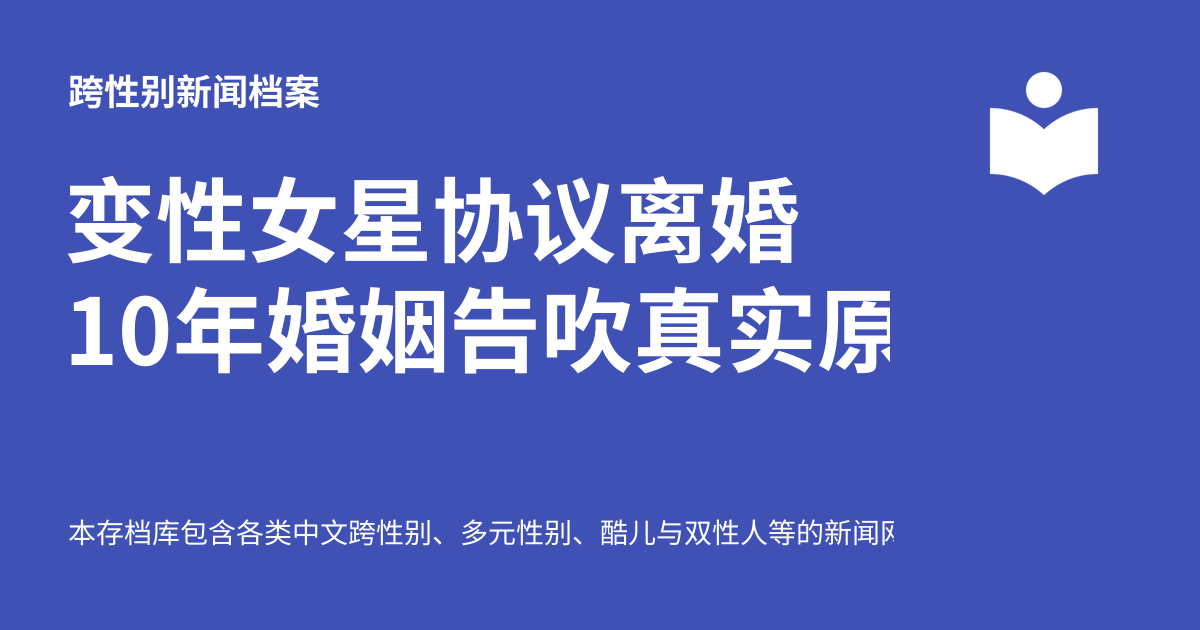 跨性别新闻档案
变性女星协议离婚
10年婚姻告吹真实原
本存档库包含各类中文跨性别、多元性别、酷儿与双性人等的新闻网